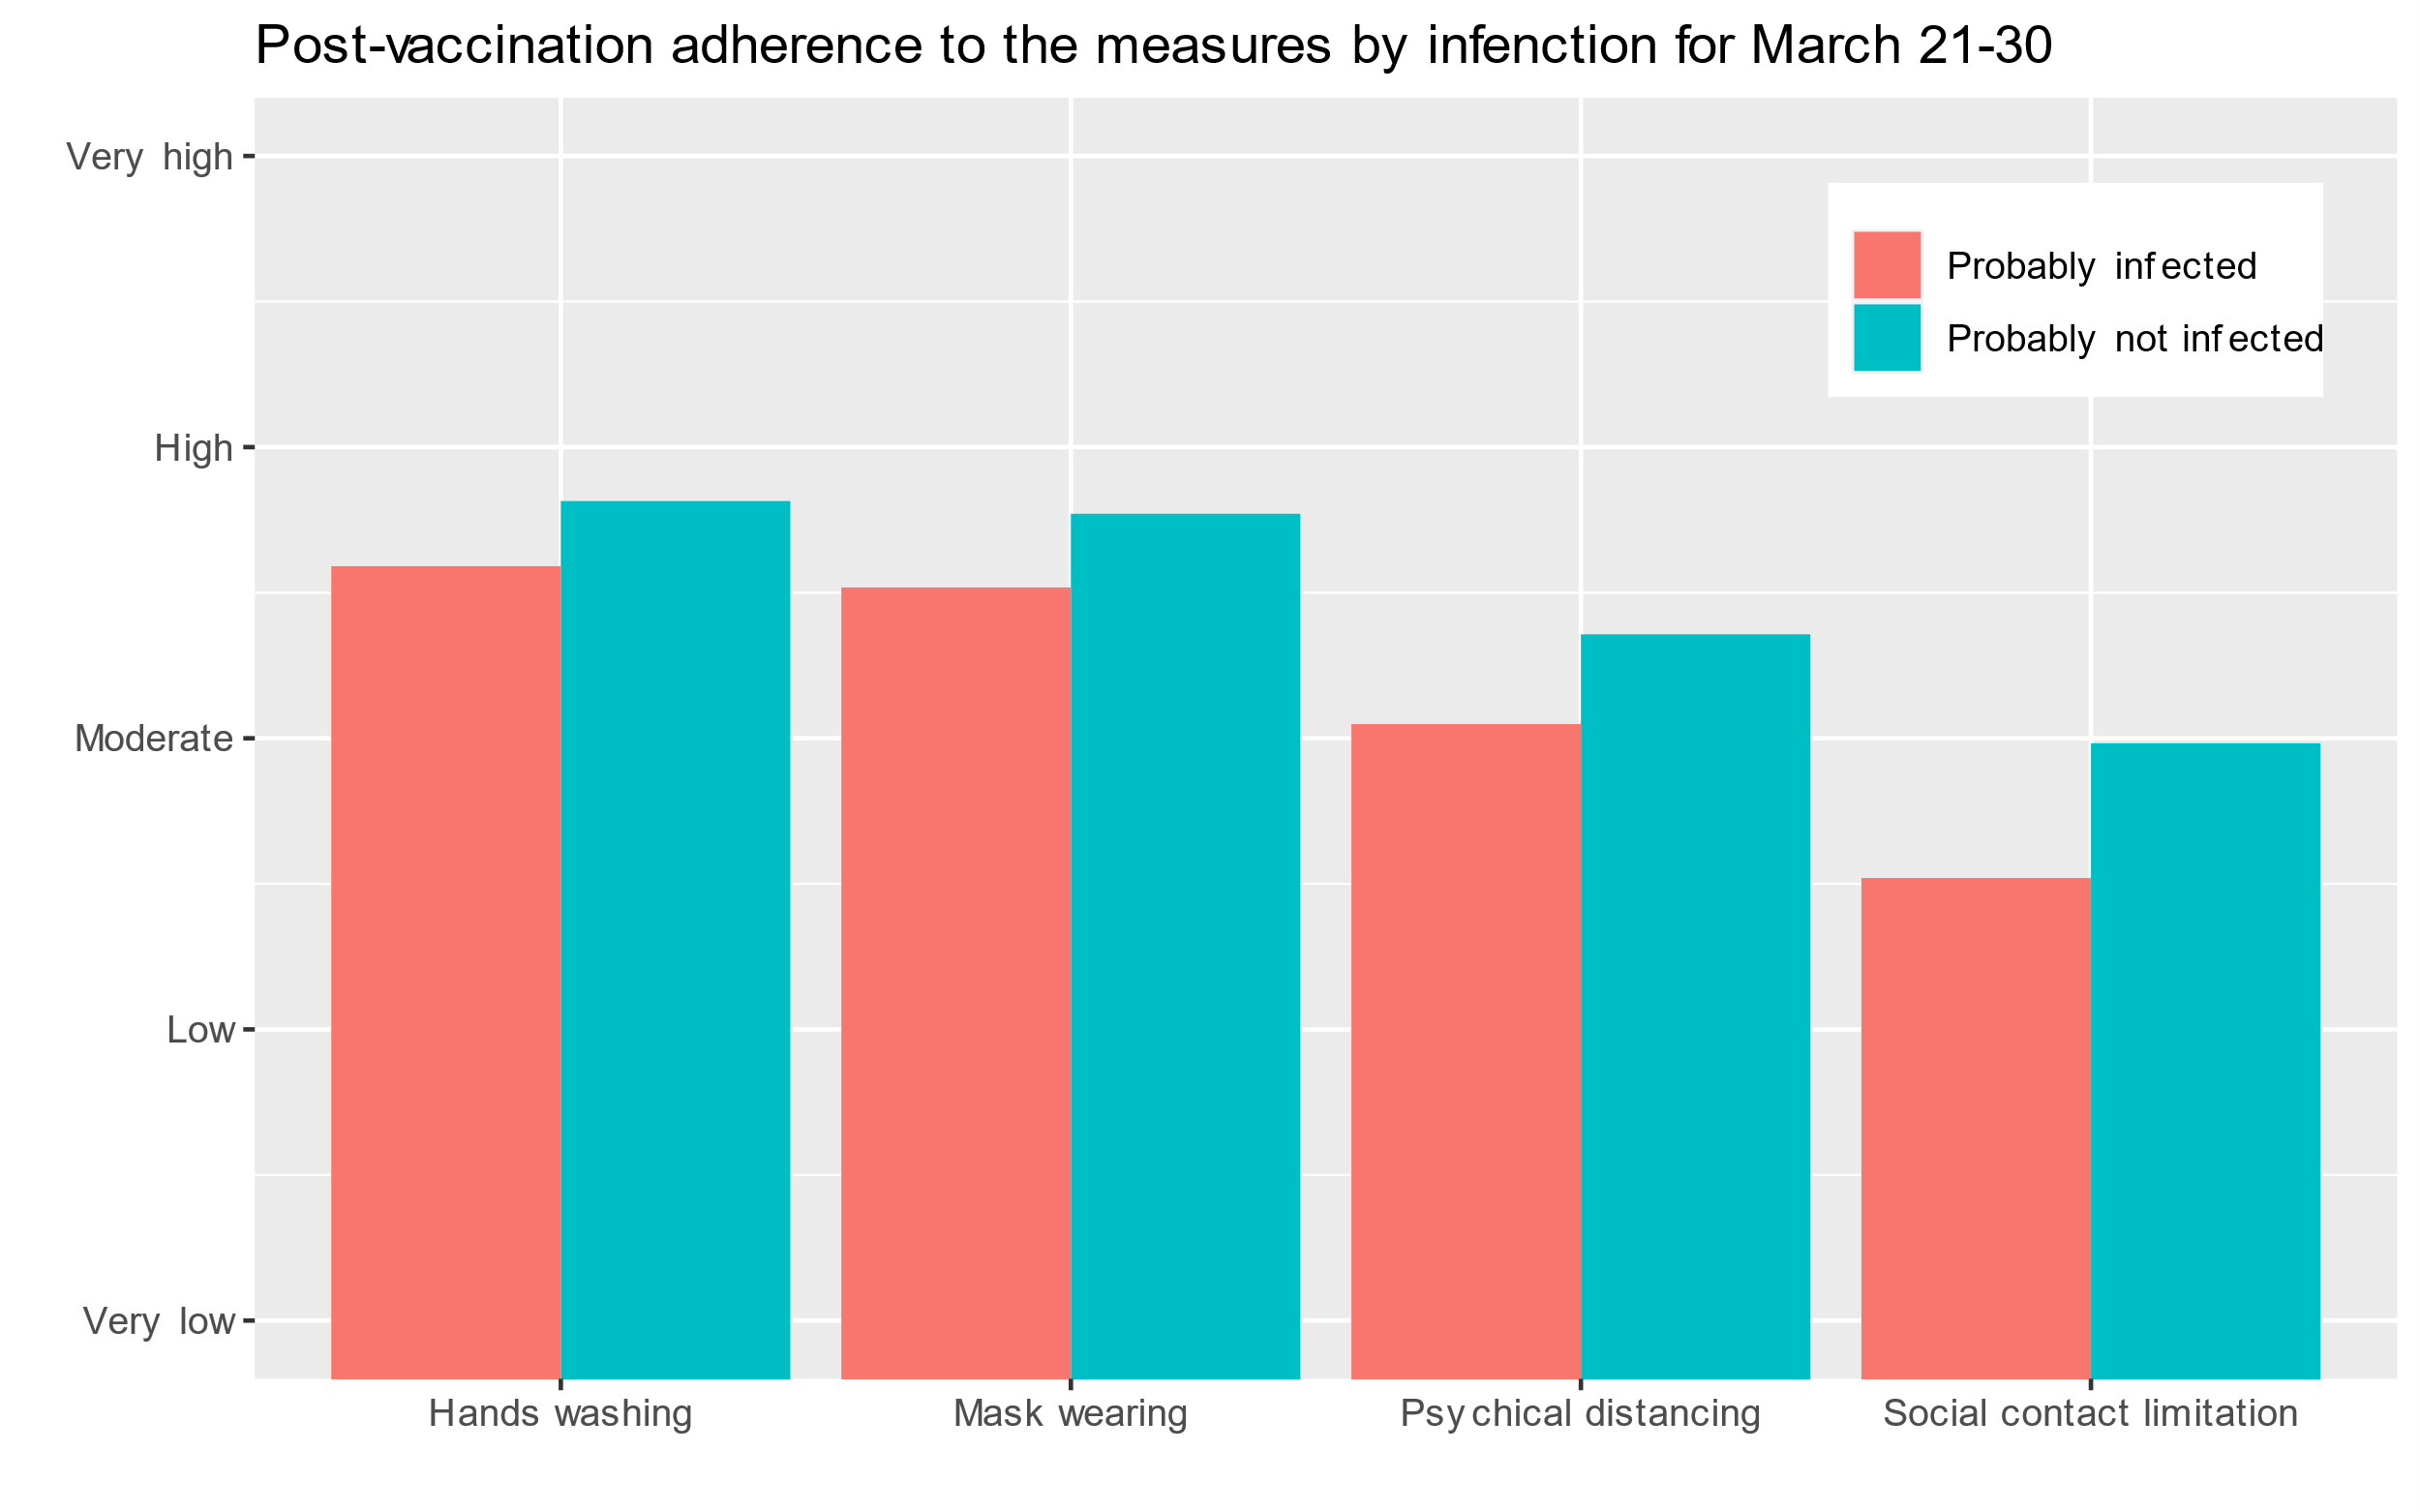 Post-vaccination adherence to the measures by infenction for March 21-30
Very high
High
Moderate
Low
Very low
Probably infected
Probably not infected
Hands washing
Mask wearing
Psychical distancing
Social contact limitation